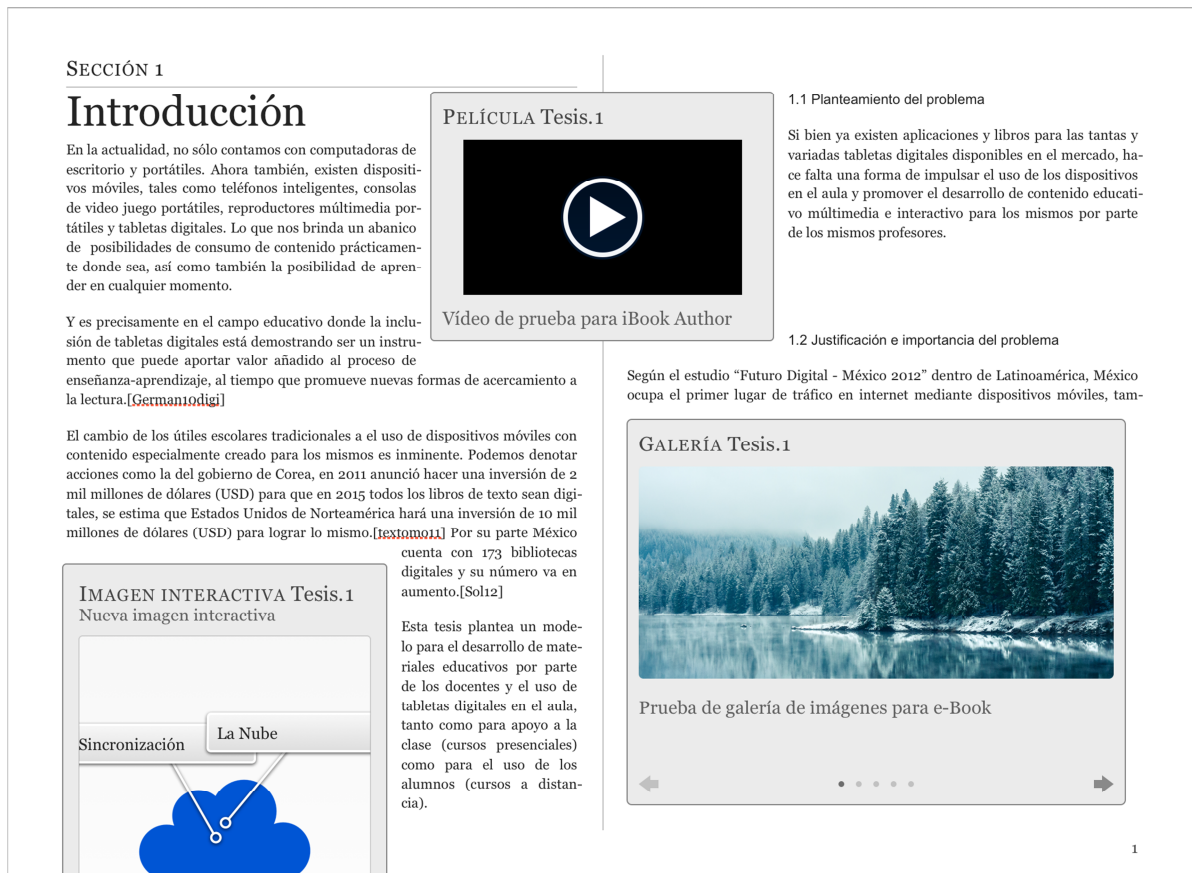 SECCIÓN 1
Introducción
En la actualidad, no sólo contamos con computadoras de
escritorio y portátiles. Ahora también, existen dispositi-
vos móviles, tales como teléfonos inteligentes, consolas
de video juego portátiles, reproductores múltimedia por-
tátiles y tabletas digitales. Lo que nos brinda un abanico
de posibilidades de consumo de contenido prácticamen-
te donde sea, así como también la posibilidad de apren-
der en cualquier momento.
Y es precisamente en el campo educativo donde la inclu-
sión de tabletas digitales está demostrando ser un instru-
mento que puede aportar valor añadido al proceso de
enseñanza-aprendizaje, al tiempo que promueve nuevas formas de acercamiento a
la lectura.[German10digi]
El cambio de los útiles escolares tradicionales a el uso de dispositivos móviles con
contenido especialmente creado para los mismos es inminente. Podemos denotar
acciones como la del gobierno de Corea, en 2011 anunció hacer una inversión de 2
mil millones de dólares (USD) para que en 2015 todos los libros de texto sean digi-
tales, se estima que Estados Unidos de Norteamérica hará una inversión de 10 mil
millones de dólares (USD) para lograr lo mismo.[textomo11] Por su parte México
cuenta con 173 bibliotecas
digitales y su número va en
aumento.[Sol12]
Esta tesis plantea un mode-
lo para el desarrollo de mate-
riales educativos por parte
de los docentes y el uso de
tabletas digitales en el aula,
tanto como para apoyo a la
clase (cursos presenciales)
como para el uso de los
alumnos (cursos a distan-
cia).
IMAGEN INTERACTIVA Tesis.1
Nueva imagen interactiva
Sincronización
La Nube
PELÍCULA Tesis.1
Vídeo de prueba para iBook Author
1.1 Planteamiento del problema
Si bien ya existen aplicaciones y libros para las tantas y
variadas tabletas digitales disponibles en el mercado, ha-
ce falta una forma de impulsar el uso de los dispositivos
en el aula y promover el desarrollo de contenido educati-
vo múltimedia e interactivo para los mismos por parte
de los mismos profesores.
1.2 Justificación e importancia del problema
Según el estudio “Futuro Digital - México 2012” dentro de Latinoamérica, México
ocupa el primer lugar de tráfico en internet mediante dispositivos móviles, tam-
GALERÍA Tesis.1
Prueba de galería de imágenes para e-Book
1